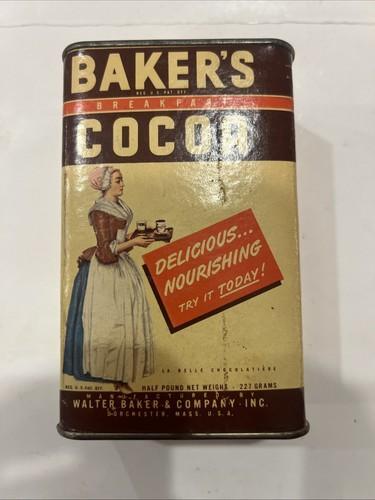 BAKER'S
REG. U.S. PAT. OFF.
BREAKFAST
COCOA
DELICIOUS...
NOURISHING
TRY IT TODAY!
LA BELLE CHOCOLATIÈRE
REG. U.S. PAT. OFF.
HALF POUND NET WEIGHT - 227 GRAMS
MANUFACTURED BY
WALTER BAKER & COMPANY · INC.
DORCHESTER, MASS. U.S.A.